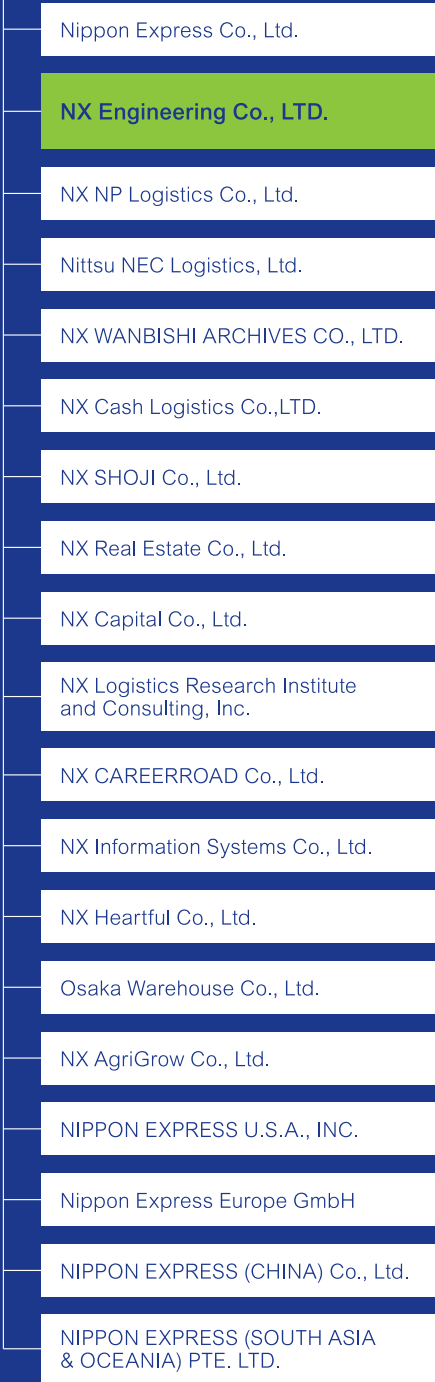 Nippon Express Co., Ltd.
NX Engineering Co., LTD.
NX NP Logistics Co., Ltd.
Nittsu NEC Logistics, Ltd.
NX WANBISHI ARCHIVES CO., LTD.
NX Cash Logistics Co.,LTD.
NX SHOJI Co., Ltd.
NX Real Estate Co., Ltd.
NX Capital Co., Ltd.
NX Logistics Research Institute
and Consulting, Inc.
NX CAREERROAD Co., Ltd.
NX Information Systems Co., Ltd.
NX Heartful Co., Ltd.
Osaka Warehouse Co., Ltd.
NX AgriGrow Co., Ltd.
NIPPON EXPRESS U.S.A., INC.
Nippon Express Europe GmbH
NIPPON EXPRESS (CHINA) Co., Ltd.
NIPPON EXPRESS (SOUTH ASIA
& OCEANIA) PTE. LTD.